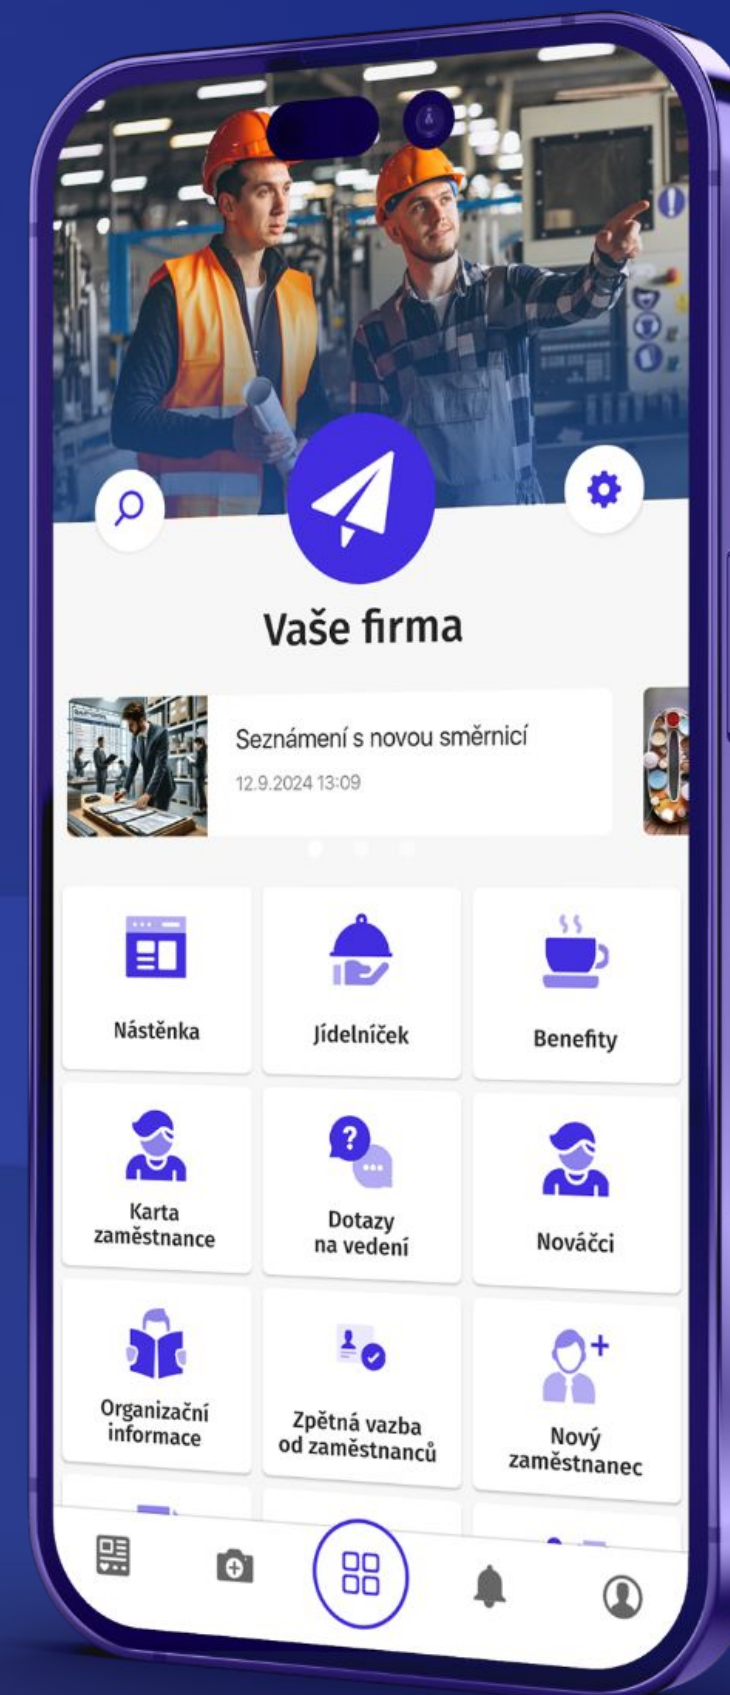 Vaše firma
Seznámení s novou směrnicí
12.9.2024 13:09
Nástěnka
Jídelníček
Benefity
Karta
zaměstnance
Dotazy
na vedení
Nováčci
Organizační
informace
Zpětná vazba
od zaměstnanců
Nový
zaměstnanec